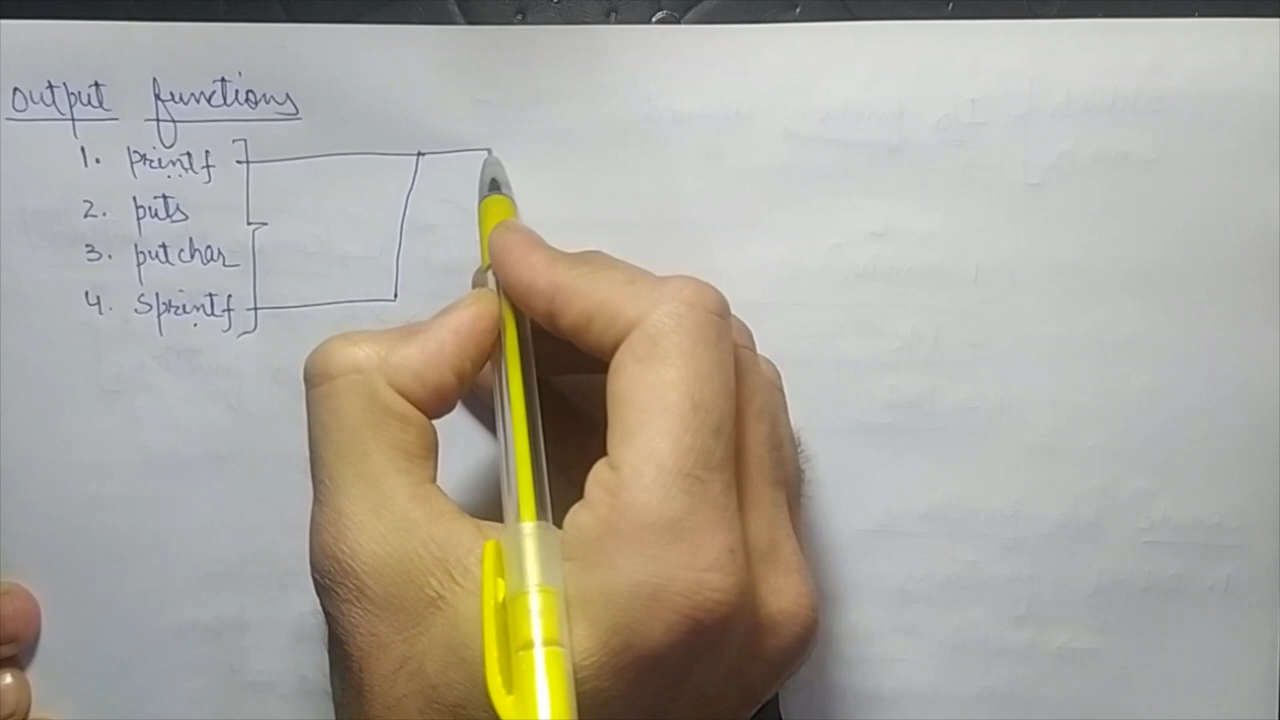 output functions
1. printf
2. puts
3. putchar
4. sprintf